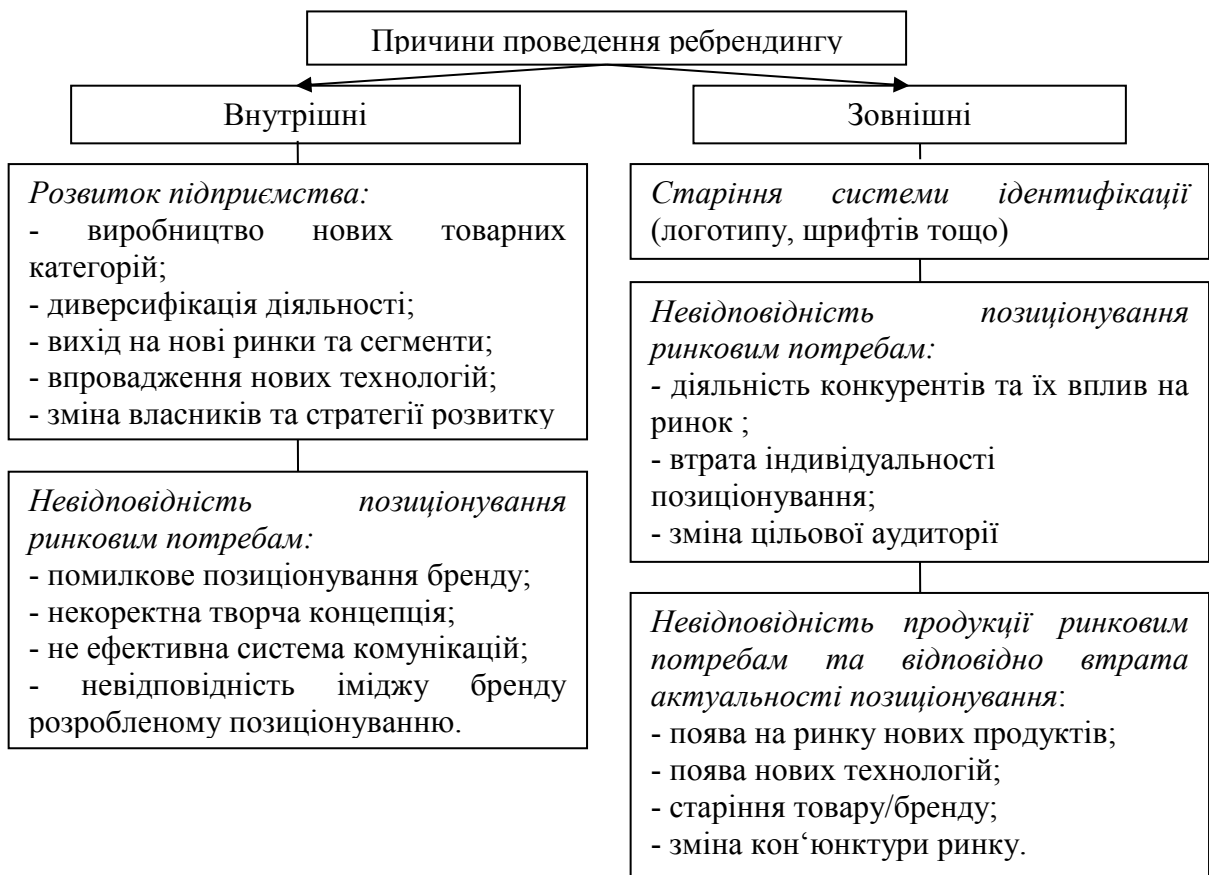 Причини проведення ребрендингу
Внутрішні
Розвиток підприємства:
- виробництво нових товарних
категорій;
- диверсифікація діяльності;
- вихід на нові ринки та сегменти;
- впровадження нових технологій;
- зміна власників та стратегії розвитку
Невідповідність позиціонування
ринковим потребам:
- помилкове позиціонування бренду;
- некоректна творча концепція;
- не ефективна система комунікацій;
- невідповідність іміджу бренду
розробленому позиціонуванню.
Зовнішні
Старіння системи ідентифікації
(логотипу, шрифтів тощо)
Невідповідність позиціонування
ринковим потребам:
- діяльність конкурентів та їх вплив на
ринок ;
- втрата індивідуальності
позиціонування;
- зміна цільової аудиторії
Невідповідність продукції ринковим
потребам та відповідно втрата
актуальності позиціонування:
- поява на ринку нових продуктів;
- поява нових технологій;
- старіння товару/бренду;
- зміна кон‘юнктури ринку.